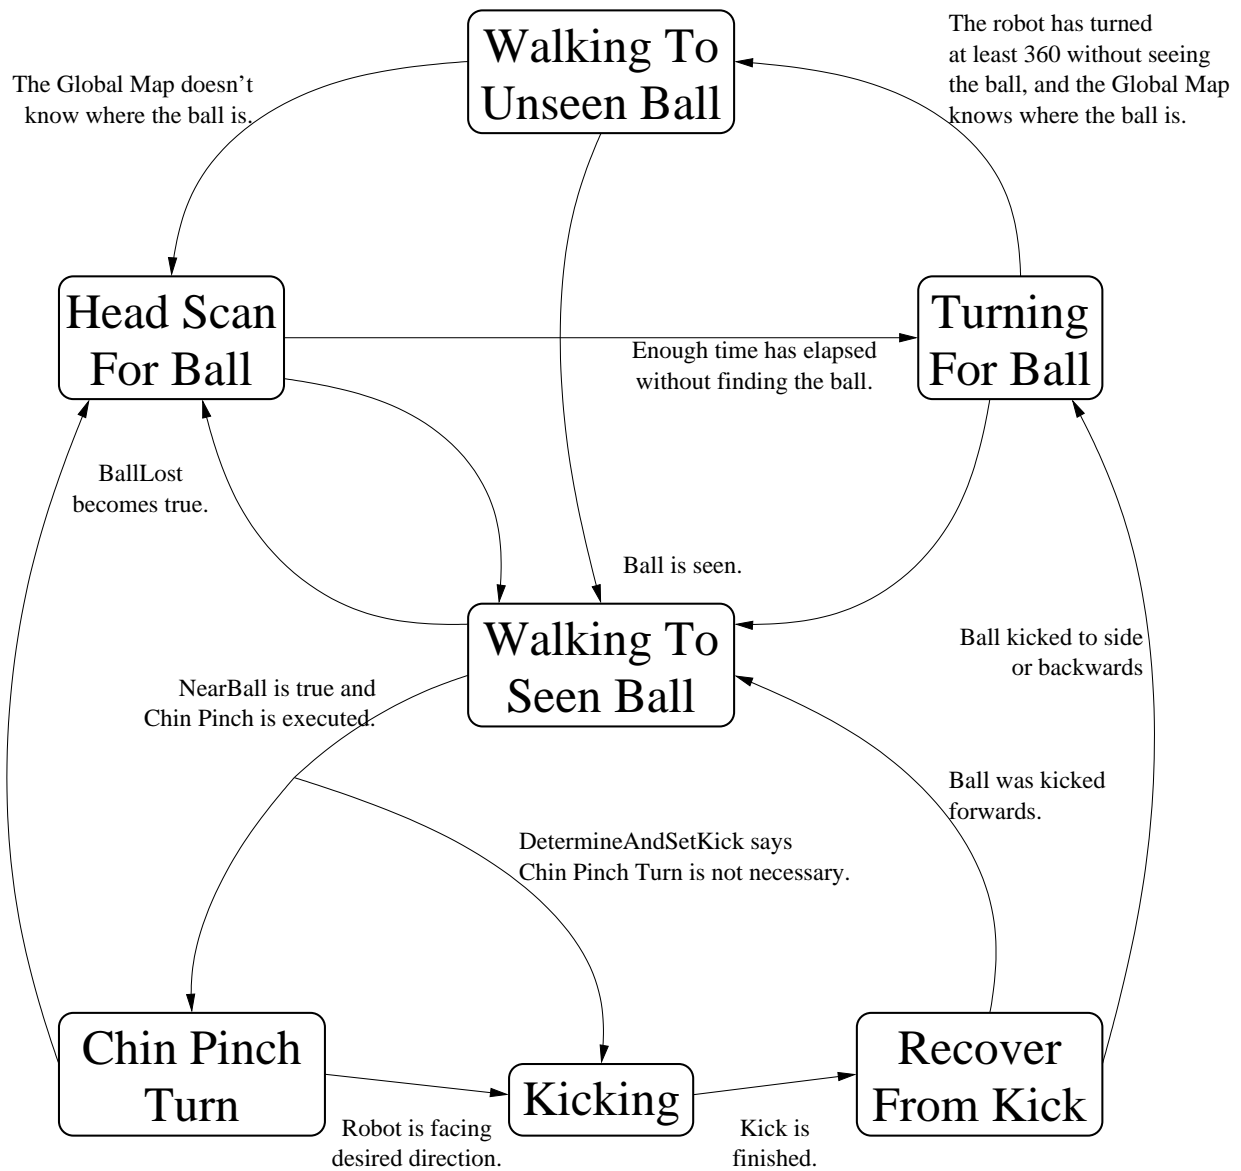 Walking To
Unseen Ball
The robot has turned
at least 360 without seeing
the ball, and the Global Map
knows where the ball is.
The Global Map doesn't
know where the ball is.
Head Scan
For Ball
Turning
For Ball
Enough time has elapsed
without finding the ball.
BallLost
becomes true.
Ball is seen.
Walking To
Seen Ball
Ball kicked to side
or backwards
NearBall is true and
Chin Pinch is executed.
Ball was kicked
forwards.
DetermineAndSetKick says
Chin Pinch Turn is not necessary.
Chin Pinch
Turn
Kicking
Recover
From Kick
Robot is facing
desired direction.
Kick is
finished.